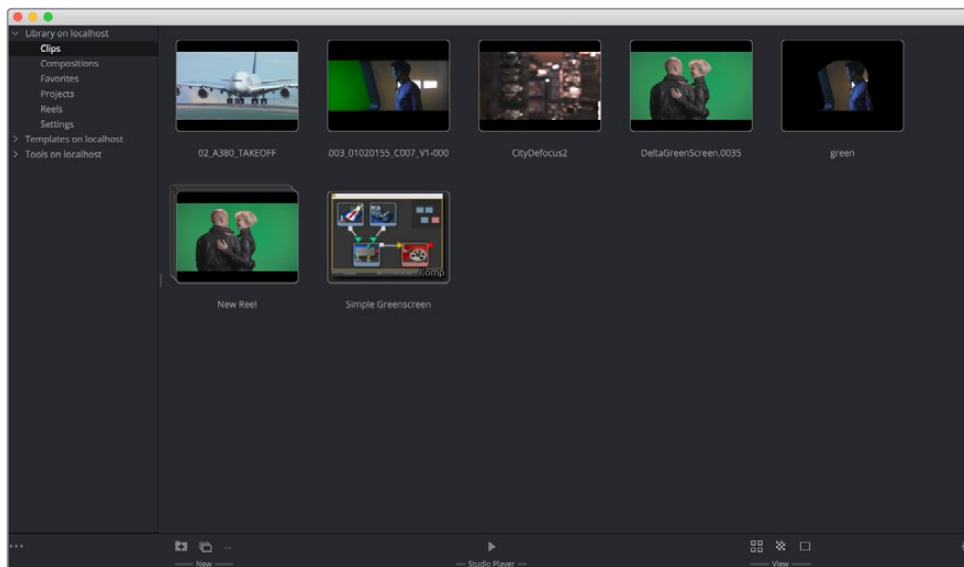 Library on localhost
Clips
Compositions
Favorites
Projects
Reels
Settings
Templates on localhost
Tools on localhost
02_A380_TAKEOFF
.003_01020155_C007_V1-000
CityDefocus2
DeltaGreenScreen.0035
green
Comp
New Reel
Simple Greenscreen
New
Studio Player
View